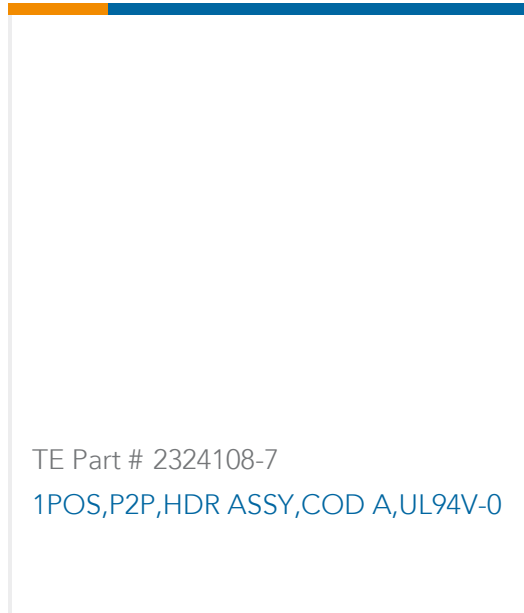 TE Part # 2324108-7
1POS,P2P,HDR ASSY,COD A,UL94V-0